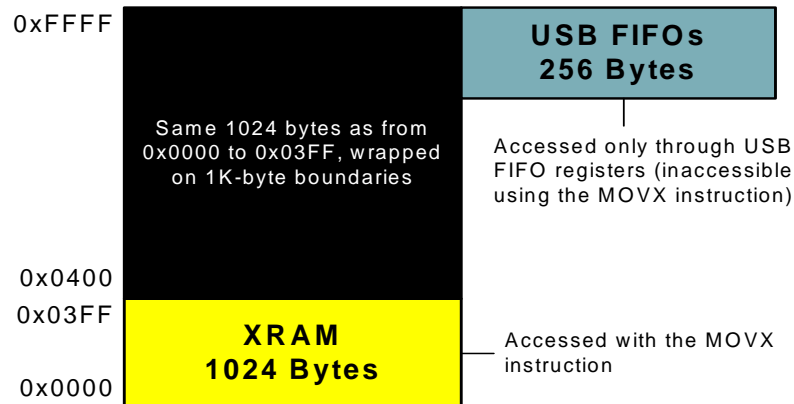 0xFFFF
USB FIFOs
256 Bytes
Same 1024 bytes as from
0x0000 to 0x03FF, wrapped
on 1K-byte boundaries
Accessed only through USB
FIFO registers (inaccessible
using the MOVX instruction)
0x0400
0x03FF
XRAM
1024 Bytes
Accessed with the MOVX
instruction
0x0000